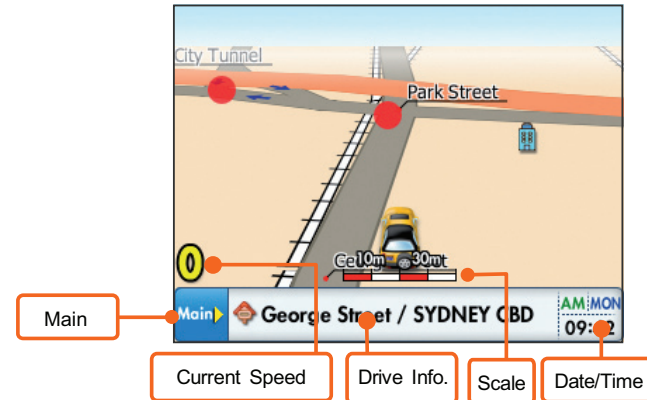 City Tunnel
Park Street
10m 30m
0
Main George Street / SYDNEY CBD AM MON
Main
Current Speed
Drive Info.
Scale
Date/Time